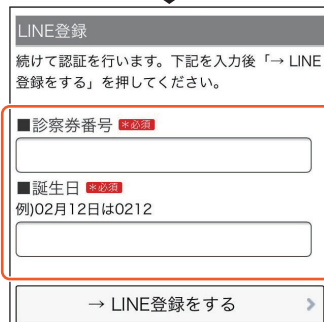 LINE登録
続けて認証を行います。下記を入力後「→ LINE
登録をする」を押してください。
■診察券番号 *必須
■誕生日 *必須
例)02月12日は0212
→ LINE登録をする